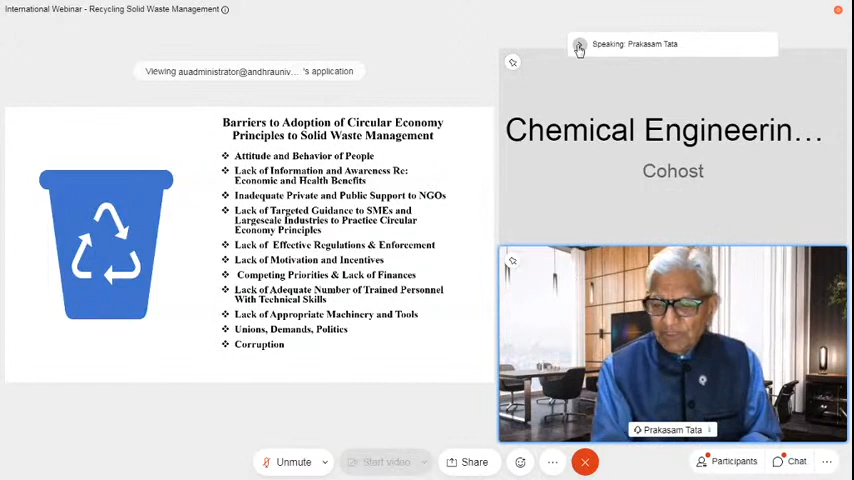 International Webinar - Recycling Solid Waste Management
Speaking: Prakasam Tata
Viewing auadministrator@andhrauniv... 's application
Barriers to Adoption of Circular Economy
Principles to Solid Waste Management
Attitude and Behavior of People
Lack of Information and Awareness Re:
Economic and Health Benefits
Inadequate Private and Public Support to NGOs
Lack of Targeted Guidance to SMEs and
Largescale Industries to Practice Circular
Economy Principles
Lack of Effective Regulations & Enforcement
Lack of Motivation and Incentives
Competing Priorities & Lack of Finances
Lack of Adequate Number of Trained Personnel
With Technical Skills
Lack of Appropriate Machinery and Tools
Unions, Demands, Politics
Corruption
Chemical Engineerin...
Cohost
Prakasam Tata
Unmute
Start video
Share
Participants
Chat